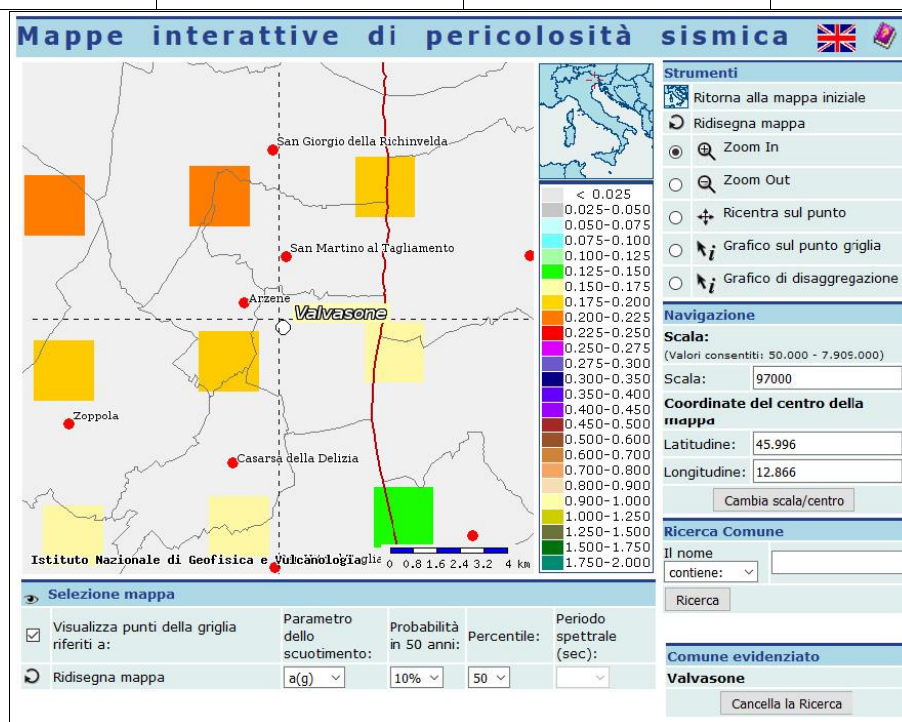 Mappe interattive di pericolosità sismica
San Giorgio della Richinvelda
San Martino al Tagliamento
Arzene
Valvasone
Zoppola
Casarsa della Delizia
Istituto Nazionale di Geofisica e Vulcanologia
0 0.8 1.6 2.4 3.2 4 km
< 0.025
0.025-0.050
0.050-0.075
0.075-0.100
0.100-0.125
0.125-0.150
0.150-0.175
0.175-0.200
0.200-0.225
0.225-0.250
0.250-0.275
0.275-0.300
0.300-0.350
0.350-0.400
0.400-0.450
0.450-0.500
0.500-0.600
0.600-0.700
0.700-0.800
0.800-0.900
0.900-1.000
1.000-1.250
1.250-1.500
1.500-1.750
1.750-2.000
Strumenti
Ritorna alla mappa iniziale
Ridisegna mappa
Zoom In
Zoom Out
Ricentra sul punto
i Grafico sul punto griglia
i Grafico di disaggregazione
Navigazione
Scala:
(Valori consentiti: 50.000 - 7.909.000)
Scala: 97000
Coordinate del centro della
mappa
Latitudine: 45.996
Longitudine: 12.866
Cambia scala/centro
Ricerca Comune
Il nome
contiene:
Ricerca
Comune evidenziato
Valvasone
Cancella la Ricerca
Selezione mappa
Visualizza punti della griglia
riferiti a:
Parametro
dello
scuotimento:
Probabilità
in 50 anni:
Percentile:
Periodo
spettrale
(sec):
Ridisegna mappa
a(g)
10%
50